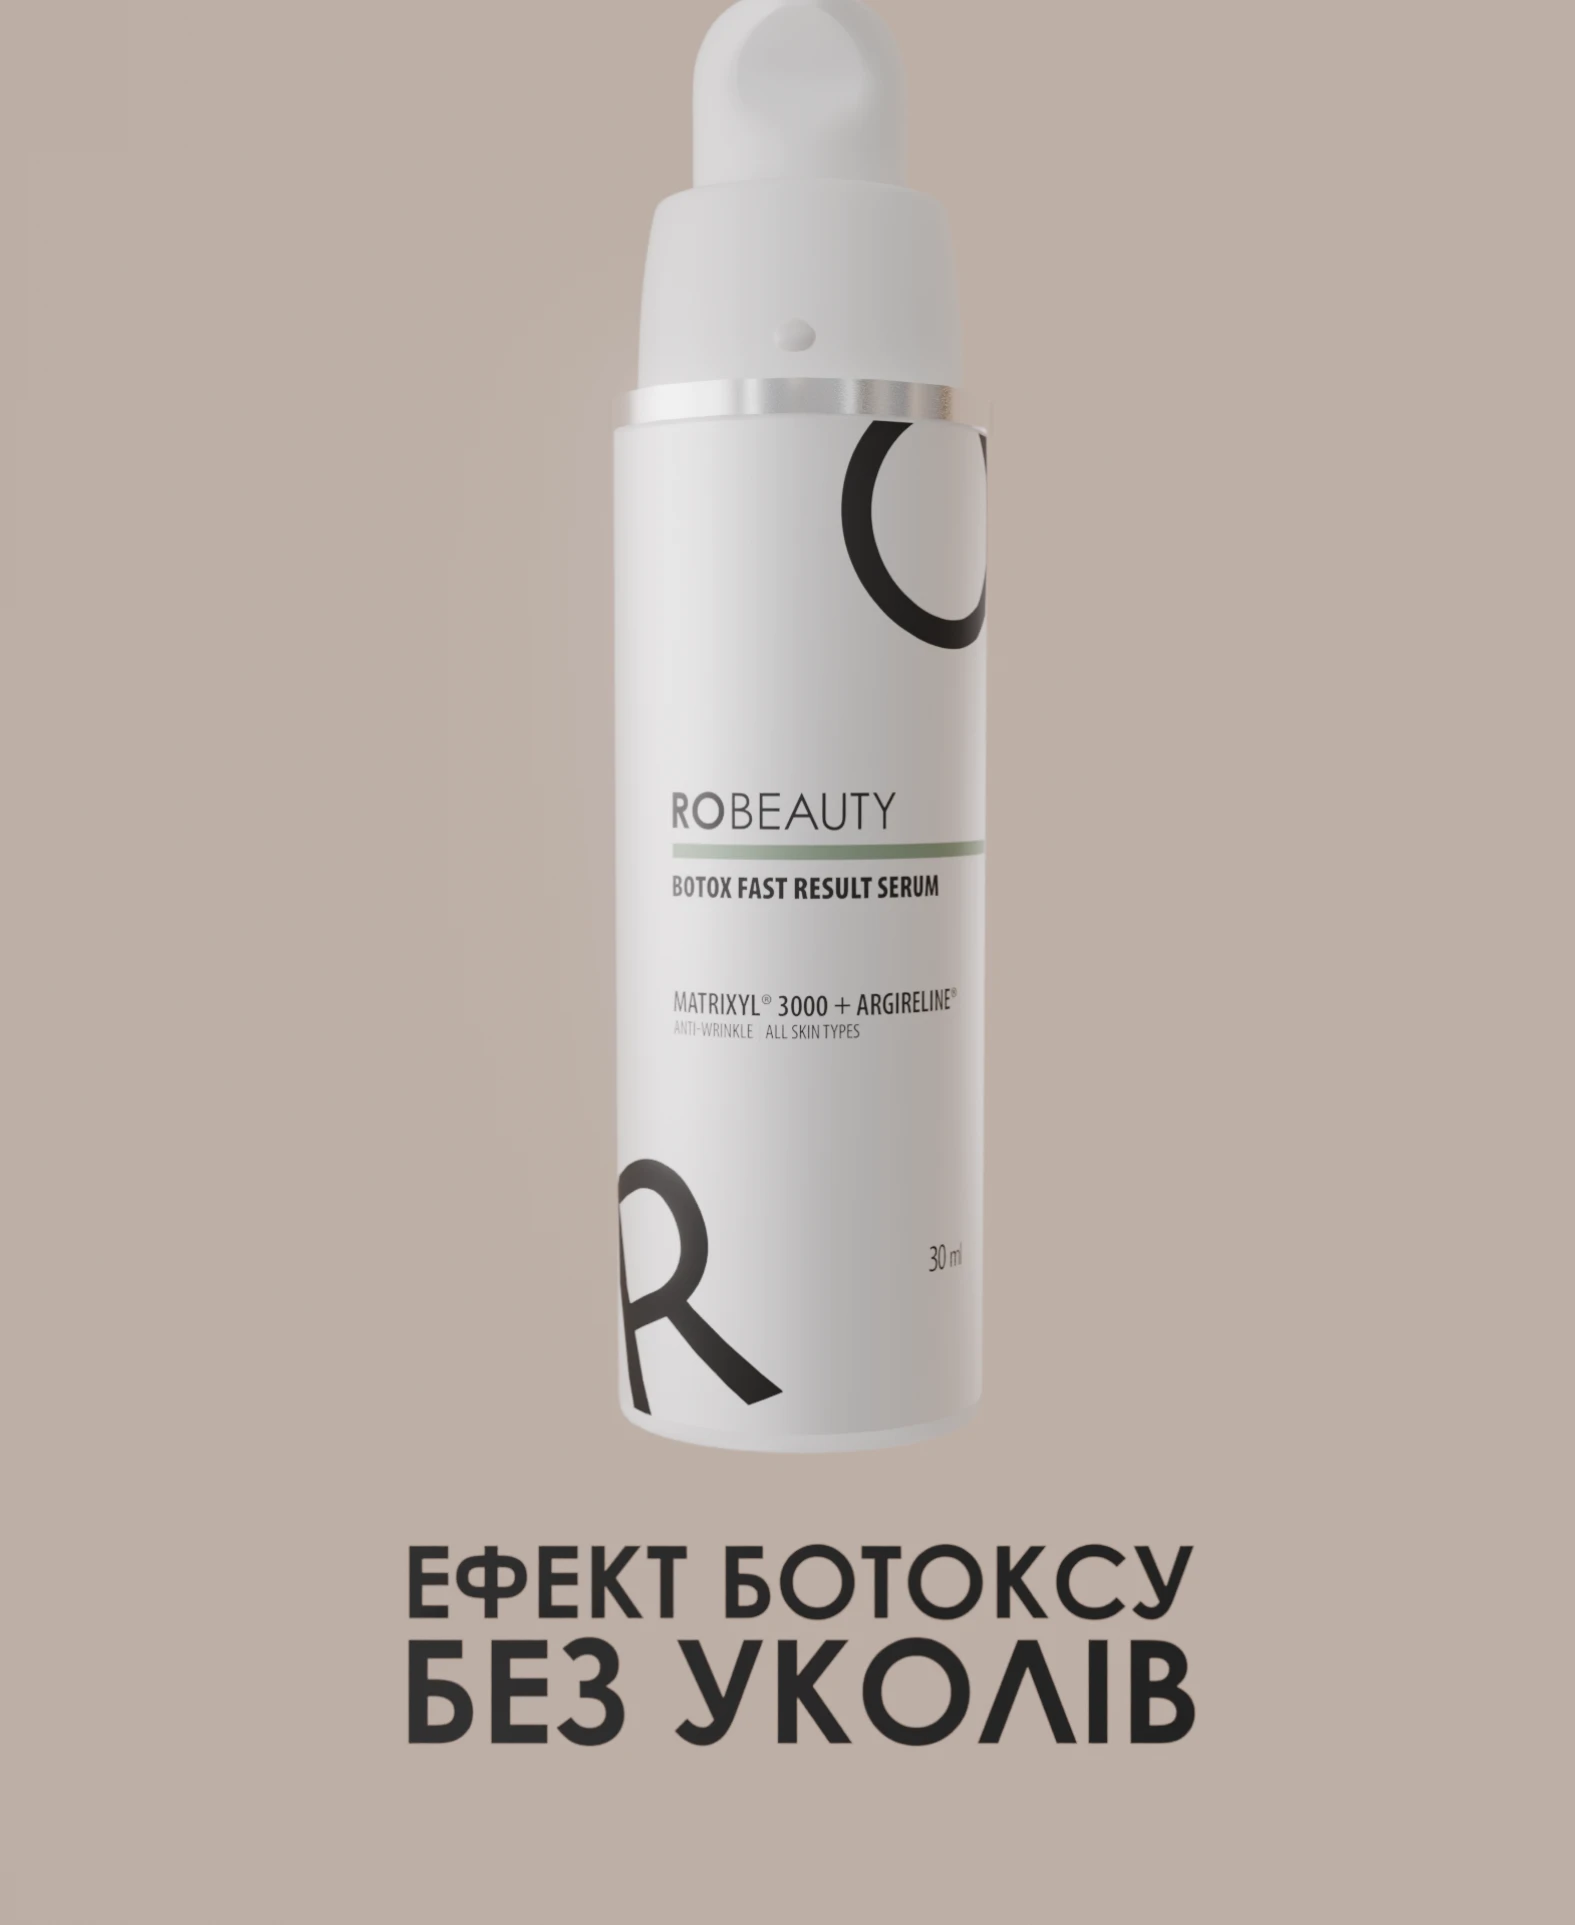 ROBEAUTY
BOTOX FAST RESULT SERUM
MATRIXYL® 3000 + ARGIRELINE®
ANTI-WRINKLE ALL SKIN TYPES
R
30 ml
ЕФЕКТ БОТОКСУ
БЕЗ УКОЛІВ